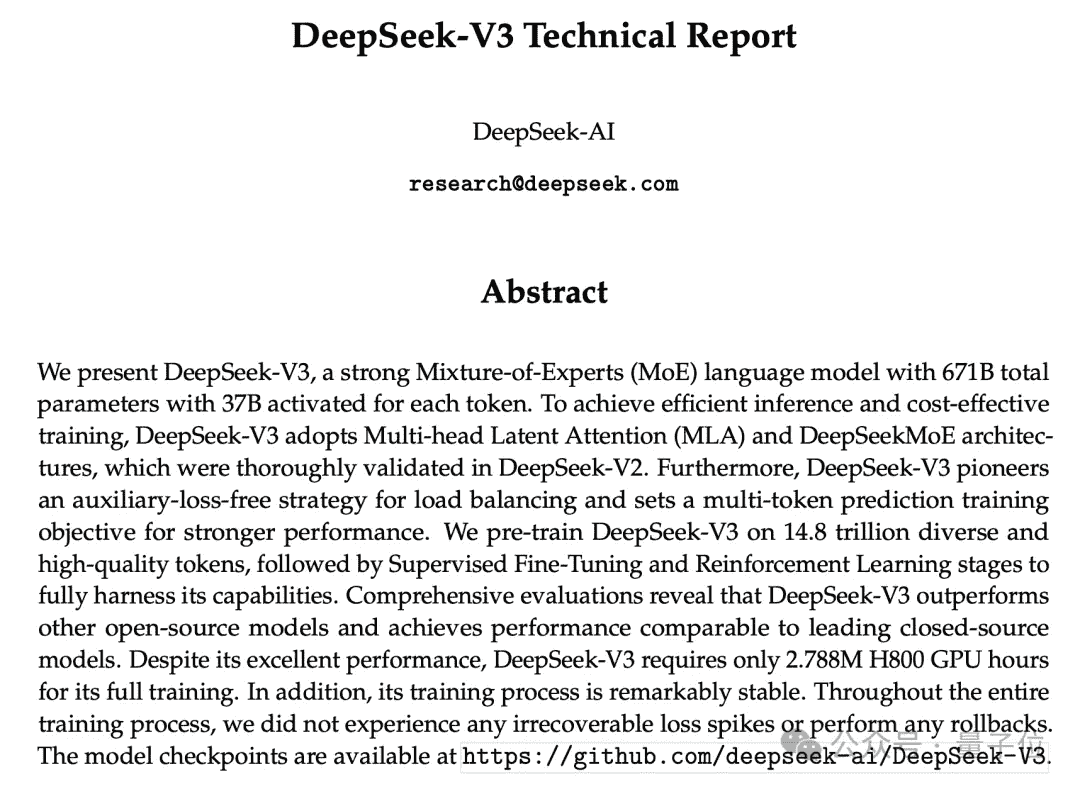 DeepSeek-V3 Technical Report
DeepSeek-AI
research@deepseek.com
Abstract
We present DeepSeek-V3, a strong Mixture-of-Experts (MoE) language model with 671B total
parameters with 37B activated for each token. To achieve efficient inference and cost-effective
training, DeepSeek-V3 adopts Multi-head Latent Attention (MLA) and DeepSeekMoE architec-
tures, which were thoroughly validated in DeepSeek-V2. Furthermore, DeepSeek-V3 pioneers
an auxiliary-loss-free strategy for load balancing and sets a multi-token prediction training
objective for stronger performance. We pre-train DeepSeek-V3 on 14.8 trillion diverse and
high-quality tokens, followed by Supervised Fine-Tuning and Reinforcement Learning stages to
fully harness its capabilities. Comprehensive evaluations reveal that DeepSeek-V3 outperforms
other open-source models and achieves performance comparable to leading closed-source
models. Despite its excellent performance, DeepSeek-V3 requires only 2.788M H800 GPU hours
for its full training. In addition, its training process is remarkably stable. Throughout the entire
training process, we did not experience any irrecoverable loss spikes or perform any rollbacks.
The model checkpoints are available at https://github.com/deepseek-ai/DeepSeek-V3.
公众号 · 量子位